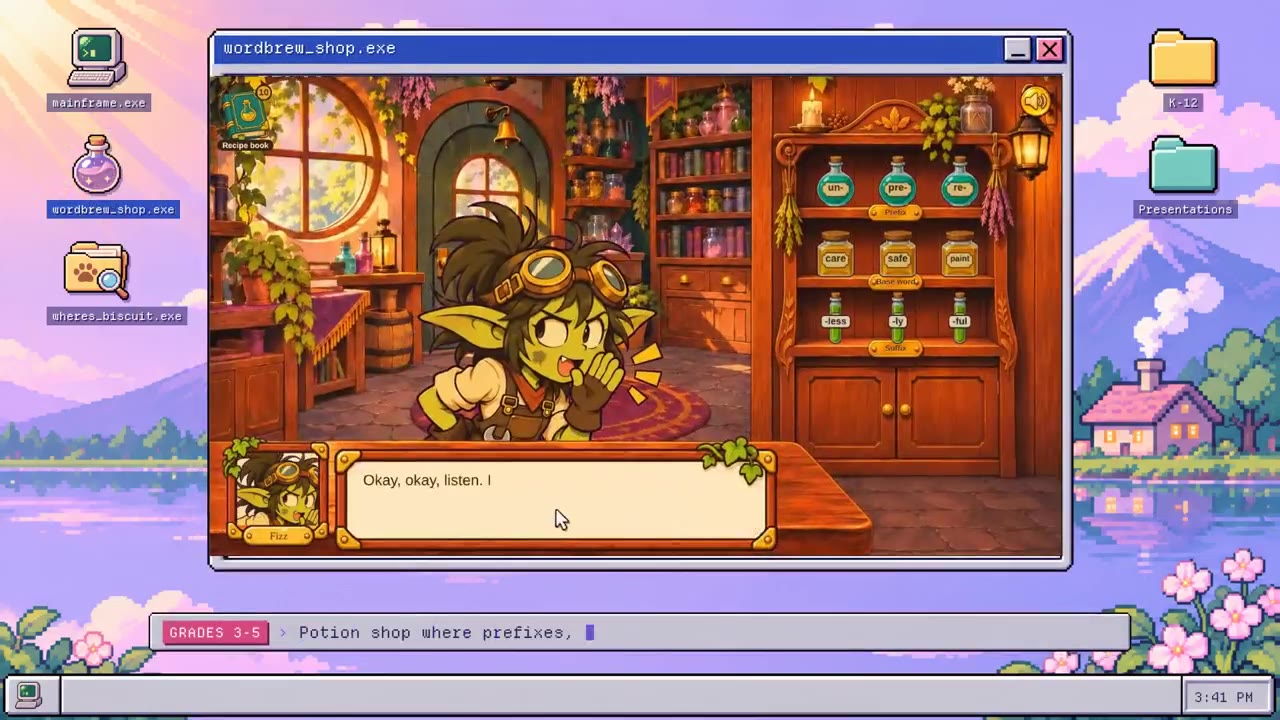 wordbrew_shop.exe
mainframe.exe
wordbrew_shop.exe
wheres_biscuit.exe
K-12
Presentations
10
Recipe book
un-
pre-
re-
Prefix
care
safe
paint
Base word
-less
-ly
-ful
Suffix
Okay, okay, listen. I
Fizz
GRADES 3-5 > Potion shop where prefixes,
3:41 PM